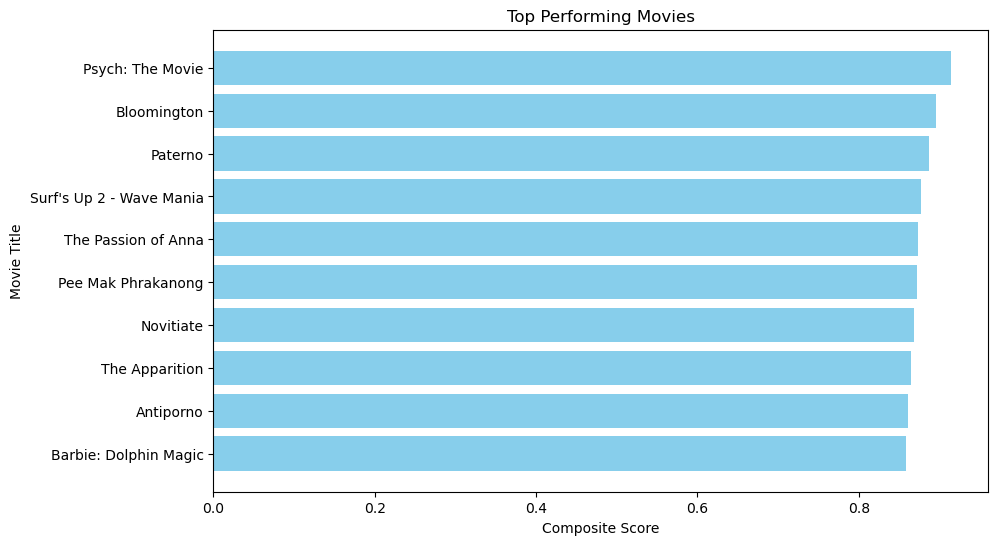 Top Performing Movies
Movie Title
Psych: The Movie
Bloomington
Paterno
Surf's Up 2 - Wave Mania
The Passion of Anna
Pee Mak Phrakanong
Novitiate
The Apparition
Antiporno
Barbie: Dolphin Magic
0.0
0.2
0.4
0.6
0.8
Composite Score